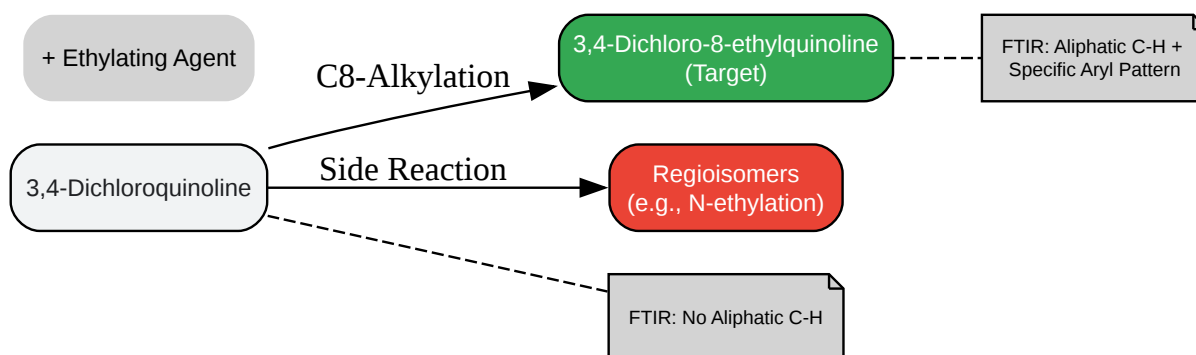 + Ethylating Agent
C8-Alkylation
3,4-Dichloro-8-ethylquinoline
(Target)
FTIR: Aliphatic C-H +
Specific Aryl Pattern
3,4-Dichloroquinoline
Side Reaction
Regioisomers
(e.g., N-ethylation)
FTIR: No Aliphatic C-H